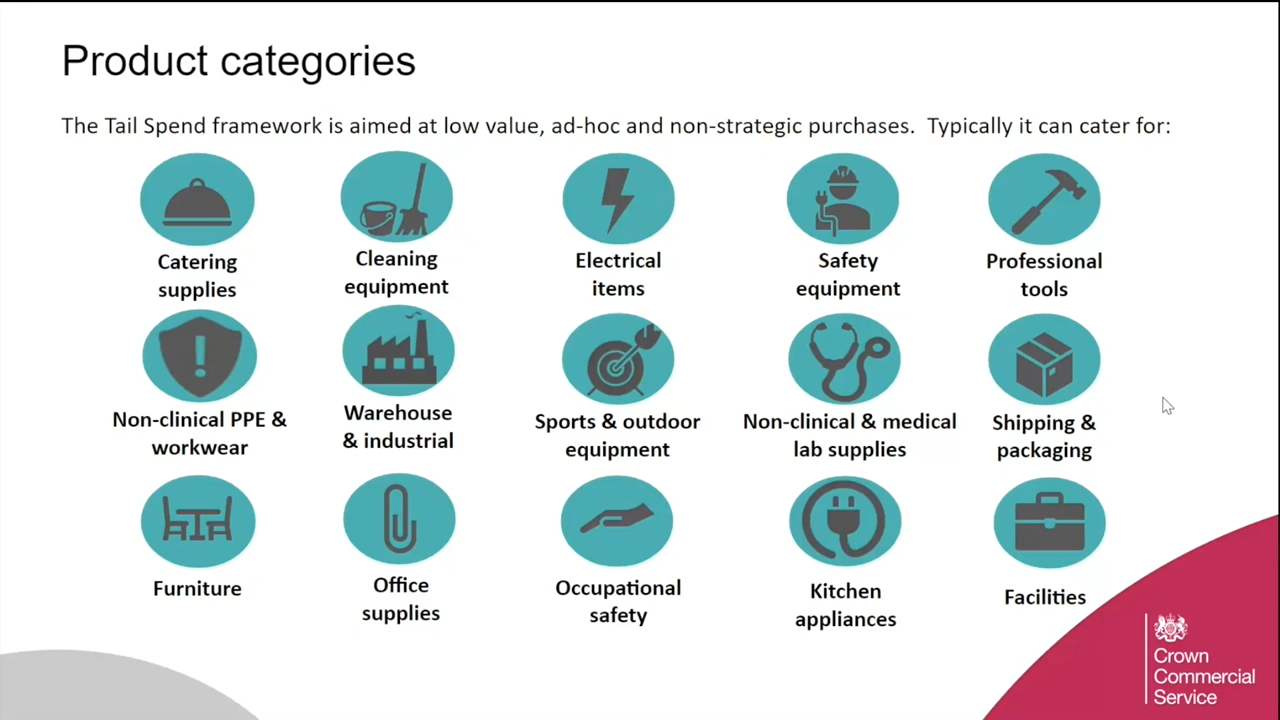 Product categories
The Tail Spend framework is aimed at low value, ad-hoc and non-strategic purchases. Typically it can cater for:
Catering
supplies
Cleaning
equipment
Electrical
items
Safety
equipment
Professional
tools
Non-clinical PPE &
workwear
Warehouse
& industrial
Sports & outdoor
equipment
Non-clinical & medical
lab supplies
Shipping &
packaging
Furniture
Office
supplies
Occupational
safety
Kitchen
appliances
Facilities
Crown
Commercial
Service